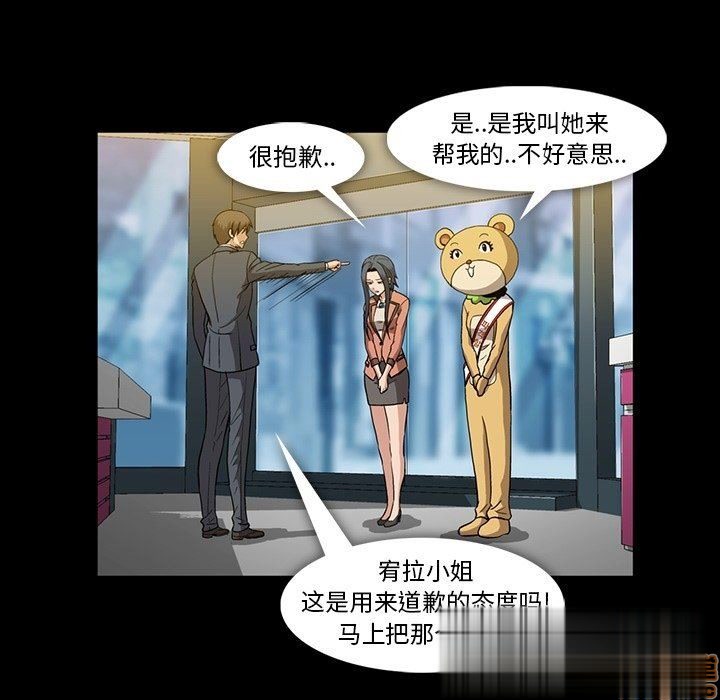 很抱歉..
是..是我叫她来
帮我的..不好意思..
宥拉小姐
这是用来道歉的态度吗!
马上把那